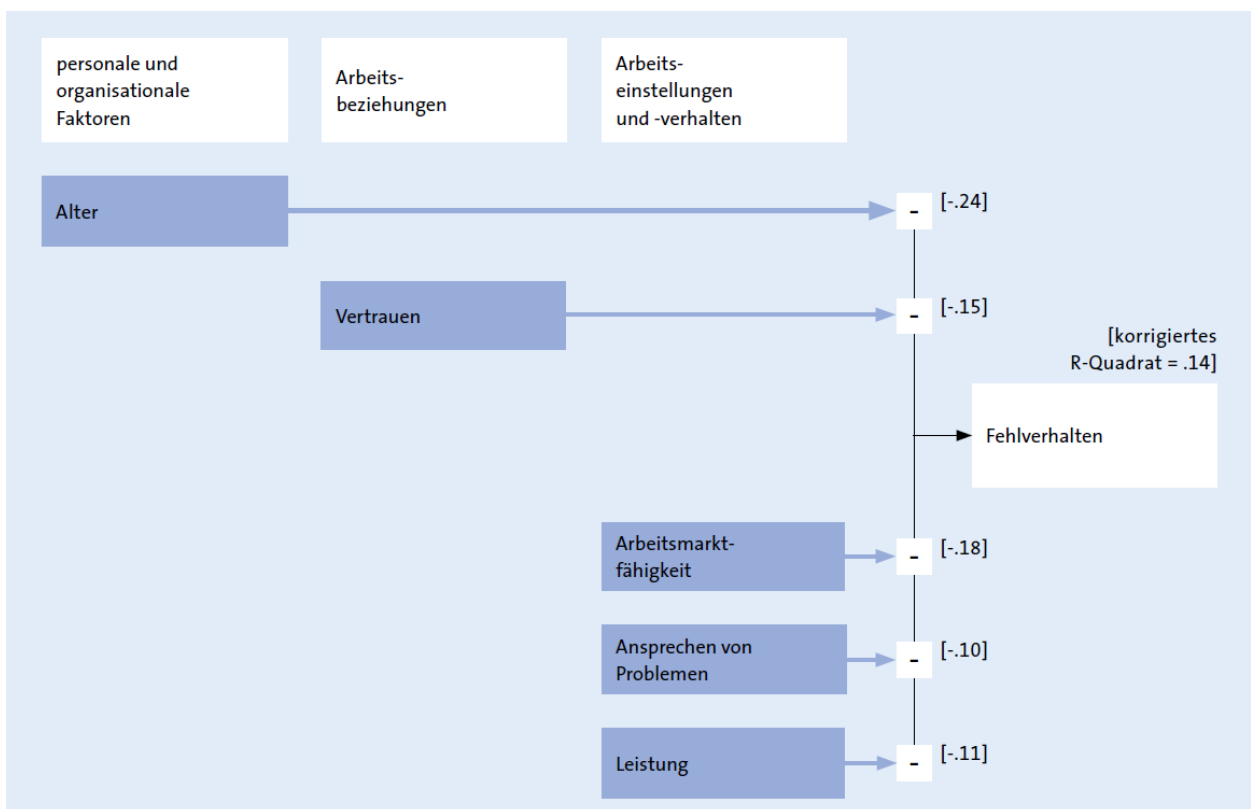 personale und
organisationale
Faktoren
Arbeits-
beziehungen
Arbeits-
einstellungen
und -verhalten
Alter
- [-.24]
Vertrauen
- [-.15]
[korrigiertes
R-Quadrat = .14]
Fehlverhalten
Arbeitsmarkt-
fähigkeit
- [-.18]
Ansprechen von
Problemen
- [-.10]
Leistung
- [-.11]